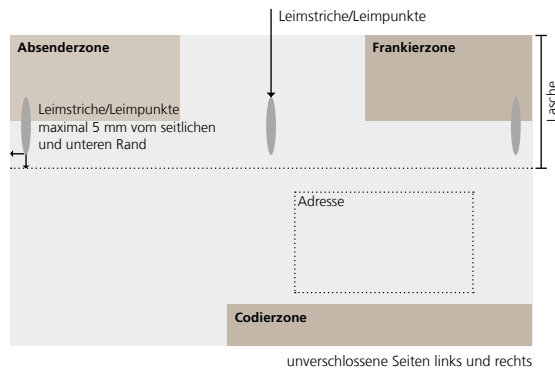 Leimstriche/Leimpunkte
Absenderzone
Frankierzone
Lasche
Leimstriche/Leimpunkte
maximal 5 mm vom seitlichen
und unteren Rand
Adresse
Codierzone
unverschlossene Seiten links und rechts